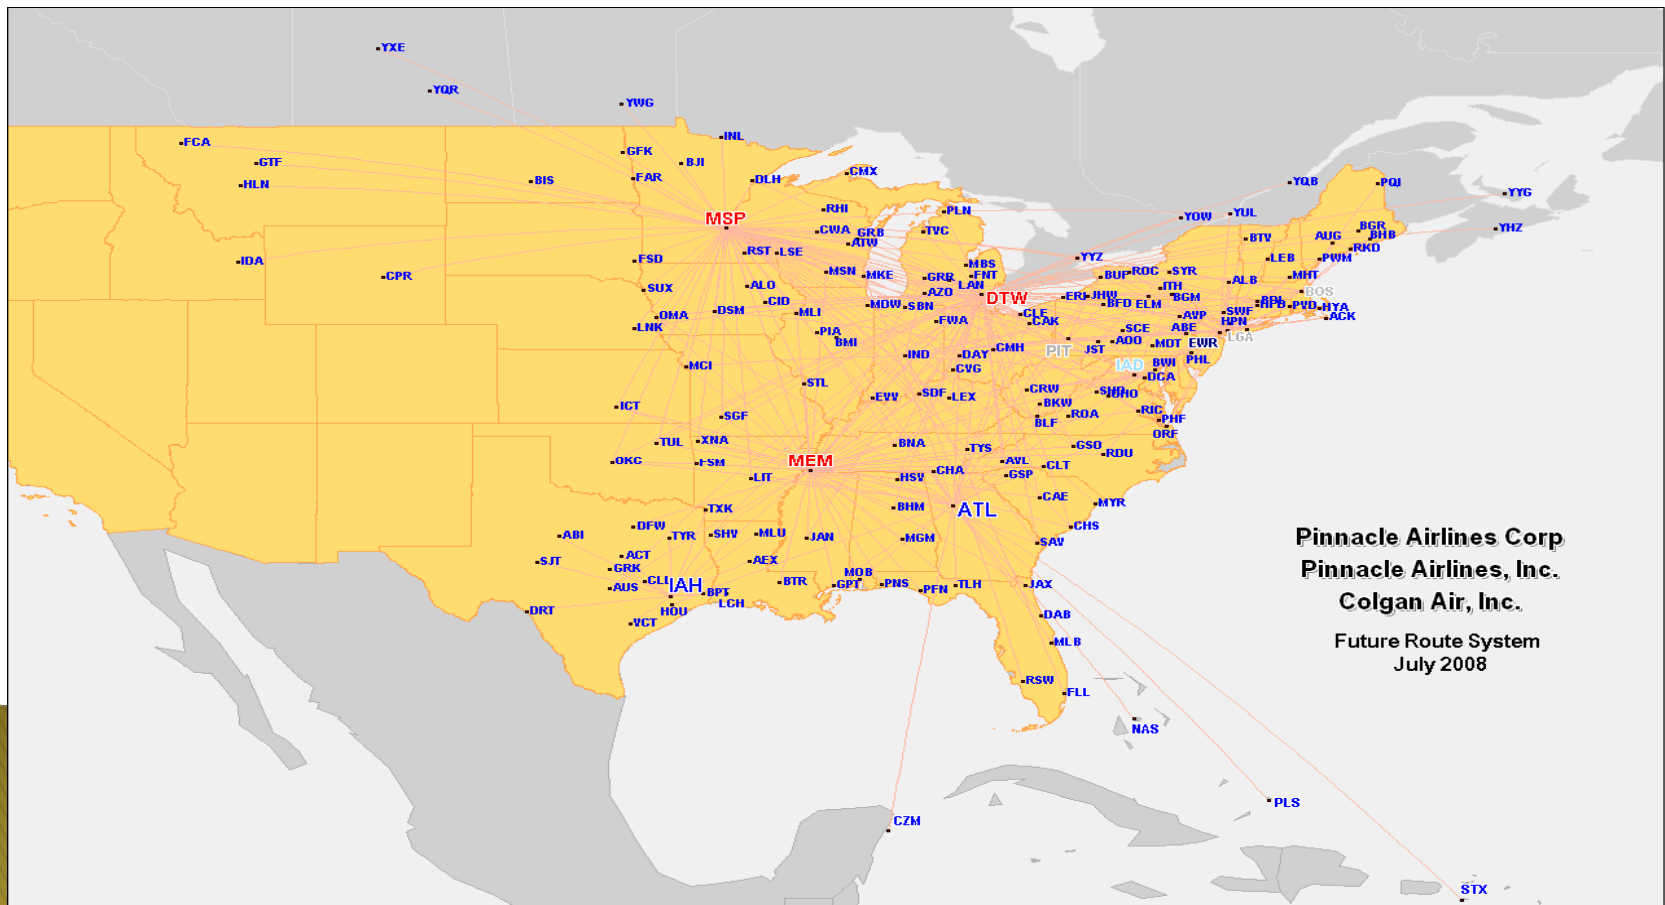 YXE
YQR
YWG
FCA
INL
GTF
GFK
BJI
HLN
BIS
FAR
DLH
CMX
YQB
PQI
YYG
MSP
RHI
PLN
YOW
YUL
CWA
GRB
TVC
BGR
YHZ
ATW
BTV
AUG
BHB
RST
LSE
RKD
IDA
FSD
MBS
YYZ
LEB
PWM
CPR
MSN
MKE
GRR
FNT
BUF
ROC
SYR
MHT
SUX
ALO
LAN
ITH
ALB
AZO
DTW
ERI
JHW
BGM
BOS
CID
MDW
SBN
BFD
ELM
BDL
HPD
PVD
HYA
OMA
DSM
MLI
CLE
AVP
SWF
ACK
LNK
PIA
FWA
CAK
SCE
ABE
HPN
BMI
AOO
LGA
IND
DAY
CMH
PIT
JST
MDT
EWR
MCI
CVG
IAD
BWI
PHL
STL
DCA
EVV
SDF
LEX
CRW
SHD
CHO
ICT
SGF
BKW
ROA
RIC
BLF
PHF
TUL
XNA
BNA
TYS
GSO
ORF
OKC
FSM
MEM
AVL
CLT
RDU
LIT
HSV
CHA
GSP
TXK
BHM
ATL
CAE
MYR
DFW
ABI
TYR
SHV
MLU
JAN
MGM
CHS
SAV
ACT
SJT
GRK
AEX
AUS
CLL
IAH
BTR
MOB
GPT
PNS
PFN
TLH
JAX
BPT
LCH
DRT
HOU
VCT
DAB
MLB
RSW
FLL
NAS
PLS
CZM
STX
Pinnacle Airlines Corp
Pinnacle Airlines, Inc.
Colgan Air, Inc.
Future Route System
July 2008